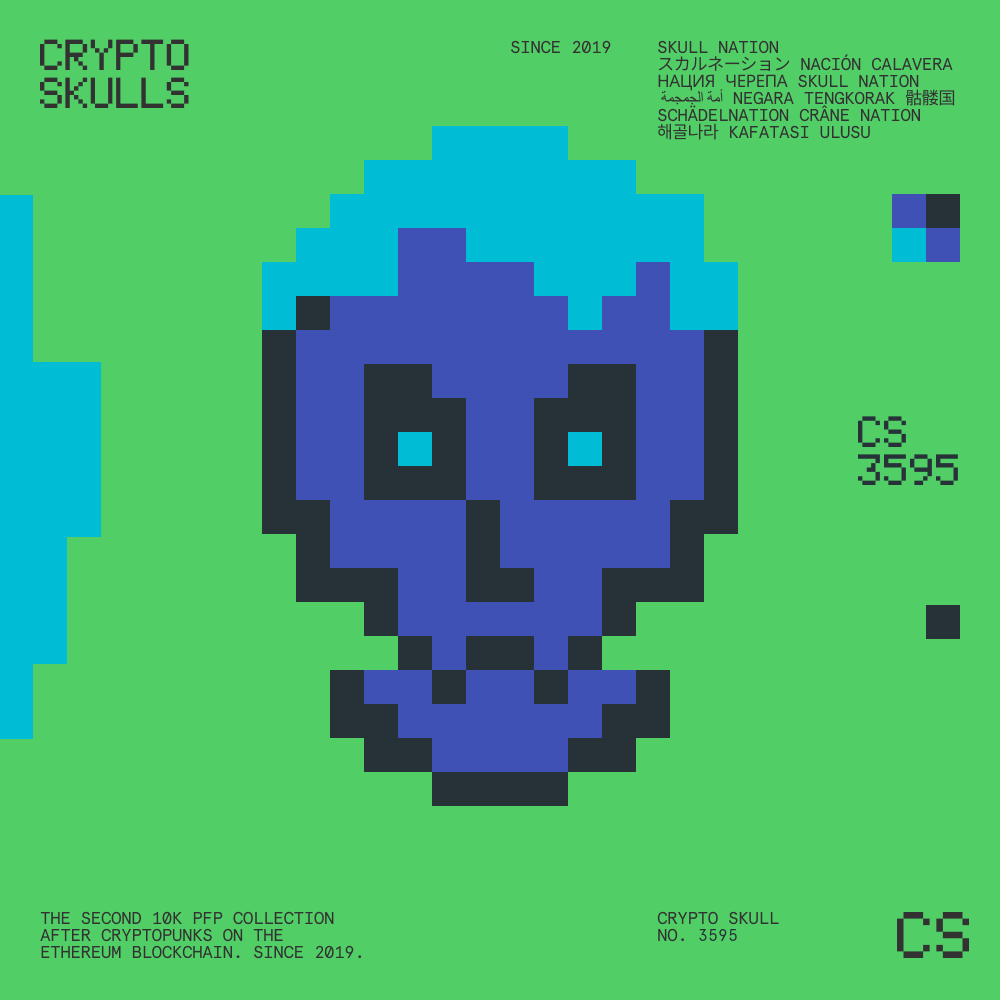 CRYPTO
SKULLS
SINCE 2019
SKULL NATION
スカルネーション NACIÓN CALAVERA
НАЦИЯ ЧЕРЕПА SKULL NATION
أمة الجمجمة NEGARA TENGKORAK 骷髅国
SCHÄDELNATION CRÂNE NATION
해골나라 KAFATASI ULUSU
CS
3595
THE SECOND 10K PFP COLLECTION
AFTER CRYPTOPUNKS ON THE
ETHEREUM BLOCKCHAIN. SINCE 2019.
CRYPTO SKULL
NO. 3595
CS